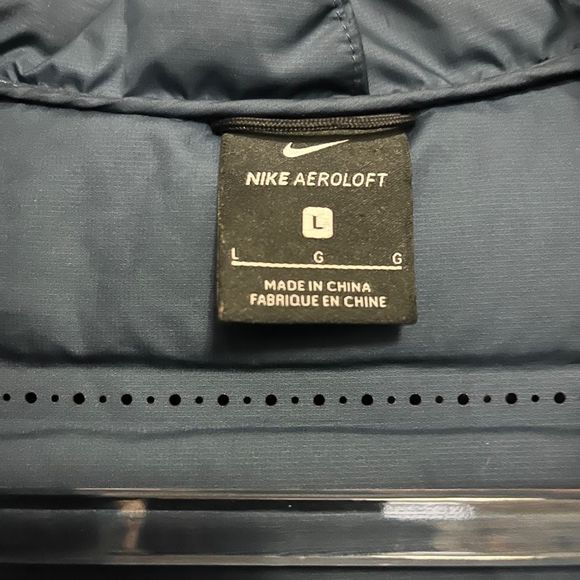 NIKE AEROLOFT
L
L G G
MADE IN CHINA
FABRIQUE EN CHINE